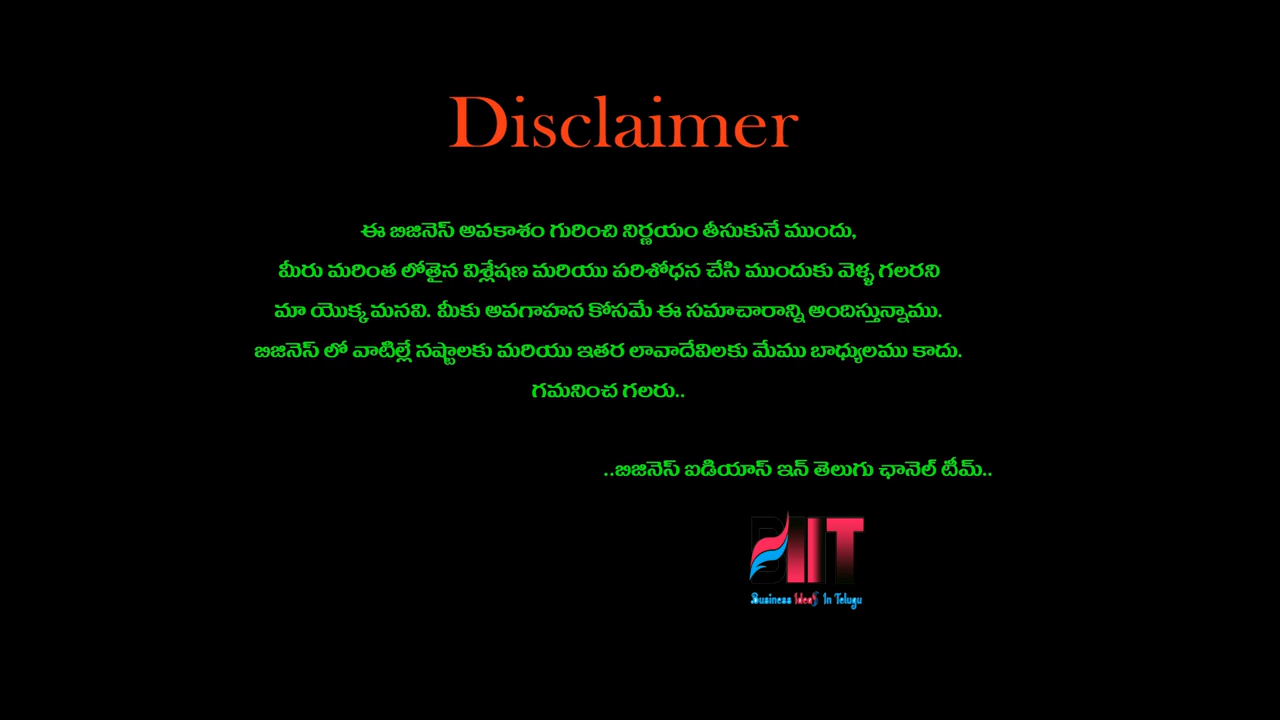 Disclaimer
ఈ బిజినెస్ అవకాశం గురించి నిర్ణయం తీసుకునే ముందు,
మీరు మరింత లోతైన విశ్లేషణ మరియు పరిశోధన చేసి ముందుకు వెళ్ళ గలరని
మా యొక్క మనవి. మీకు అవగాహన కోసమే ఈ సమాచారాన్ని అందిస్తున్నాము.
బిజినెస్ లో వాటిల్లే నష్టాలకు మరియు ఇతర లావాదేవిలకు మేము బాధ్యులము కాదు.
గమనించ గలరు..
..బిజినెస్ ఐడియాస్ ఇన్ తెలుగు ఛానెల్ టీమ్..
BIIT
Business Ideas In Telugu